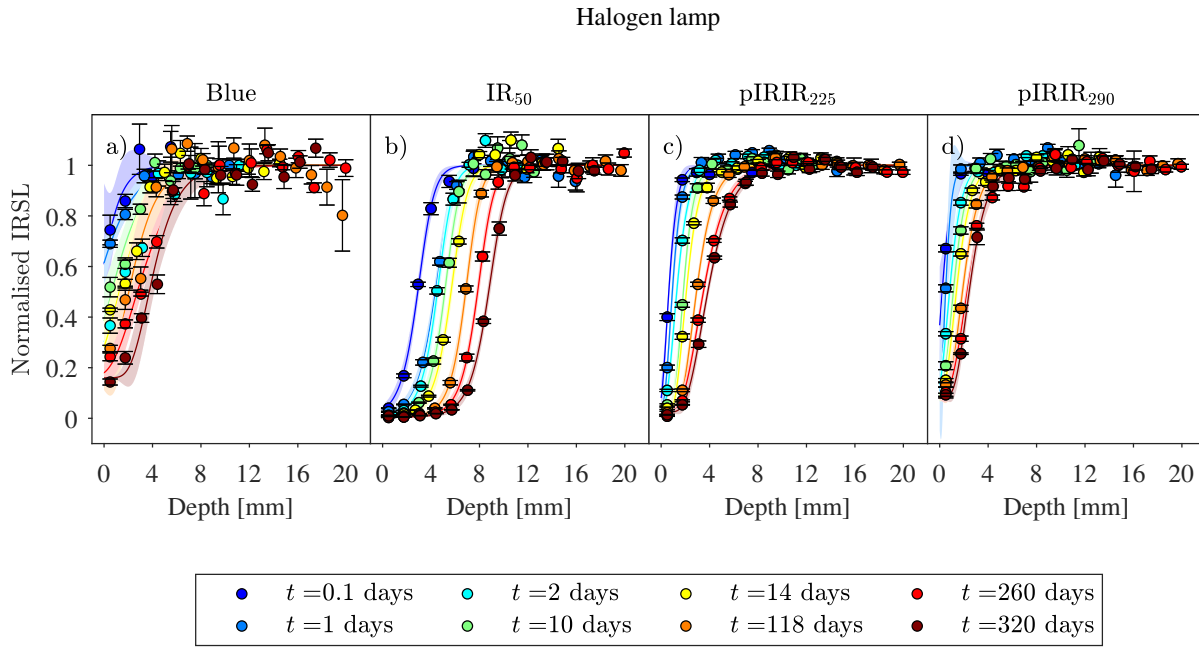 Halogen lamp
Blue IR₅₀ pIRIR₂₂₅ pIRIR₂₉₀
a) b) c) d)
Normalised IRSL
1
0.8
0.6
0.4
0.2
0
0 4 8 12 16 20 0 4 8 12 16 20 0 4 8 12 16 20 0 4 8 12 16 20
Depth [mm] Depth [mm] Depth [mm] Depth [mm]
t =0.1 days t =2 days t =14 days t =260 days
t =1 days t =10 days t =118 days t =320 days